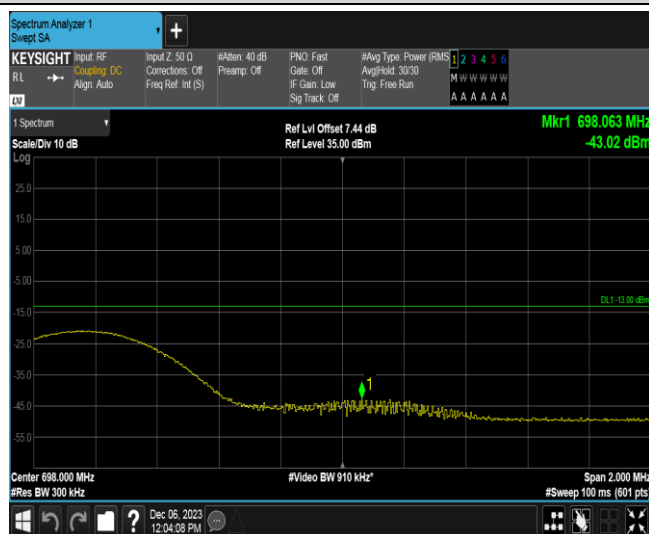 Spectrum Analyzer 1
Swept SA
+
KEYSIGHT Input: RF Input Z: 50 Ω #Atten: 40 dB PNO: Fast #Avg Type: Power (RMS 1 2 3 4 5 6
R L Coupling: DC Corrections: Off Preamp: Off Gate: Off Avg|Hold: 30/30 M W W W W W
Align: Auto Freq Ref: Int (S) IF Gain: Low Trig: Free Run
Sig Track: Off A A A A A A
LXI
1 Spectrum Ref Lvl Offset 7.44 dB Mkr1 698.063 MHz
Scale/Div 10 dB Ref Level 35.00 dBm -43.02 dBm
Log
25.0
15.0
5.00
-5.00
DL1 -13.00 dBm
-15.0
-25.0
-35.0
1
-45.0
-55.0
Center 698.000 MHz #Video BW 910 kHz* Span 2.000 MHz
#Res BW 300 kHz #Sweep 100 ms (601 pts)
? Dec 06, 2023
12:04:08 PM